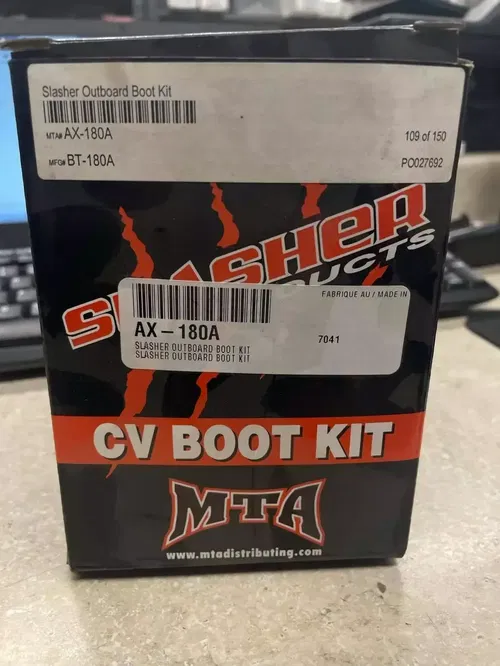 Slasher Outboard Boot Kit
MTA# AX-180A
109 of 150
MFG# BT-180A
PO027692
SLASHER
PRODUCTS
FABRIQUE AU / MADE IN
AX - 180A
7041
SLASHER OUTBOARD BOOT KIT
SLASHER OUTBOARD BOOT KIT
CV BOOT KIT
MTA
www.mtadistributing.com